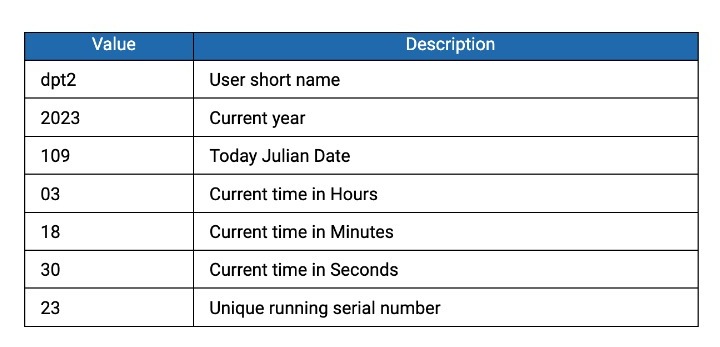 Value Description
dpt2 User short name
2023 Current year
109 Today Julian Date
03 Current time in Hours
18 Current time in Minutes
30 Current time in Seconds
23 Unique running serial number